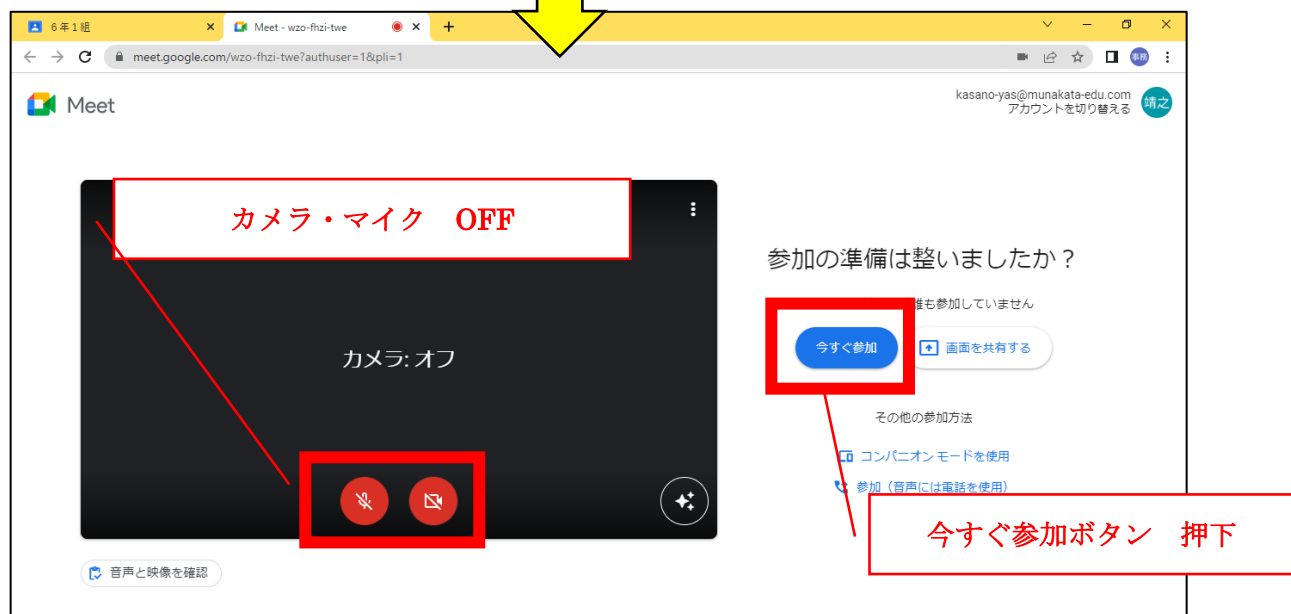 6年1組
Meet - wzo-fhzi-twe
meet.google.com/wzo-fhzi-twe?authuser=1&pli=1
事務
Meet
kasano-yas@munakata-edu.com
アカウントを切り替える
靖之
カメラ・マイク　OFF
カメラ: オフ
参加の準備は整いましたか？
誰も参加していません
今すぐ参加
画面を共有する
その他の参加方法
コンパニオン モードを使用
参加（音声には電話を使用）
今すぐ参加ボタン　押下
音声と映像を確認